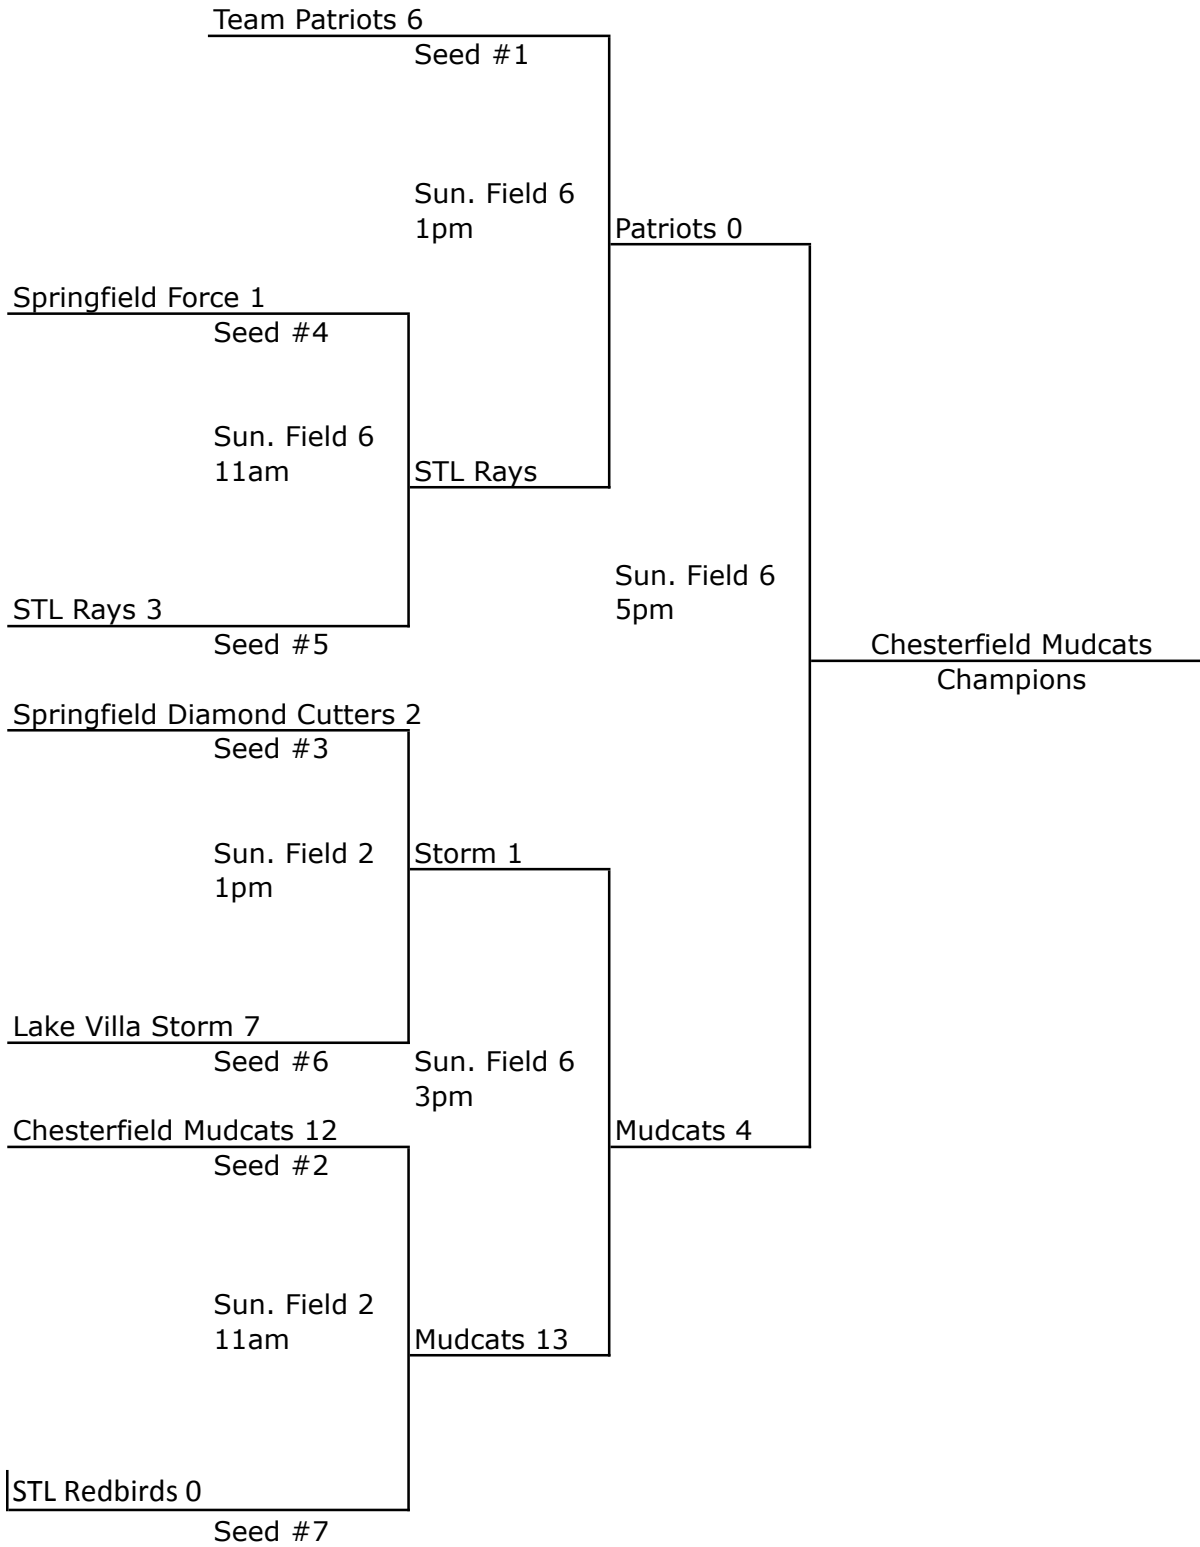 Team Patriots 6
Seed #1
Sun. Field 6
1pm
Patriots 0
Springfield Force 1
Seed #4
Sun. Field 6
11am
STL Rays
Sun. Field 6
5pm
STL Rays 3
Seed #5
Chesterfield Mudcats
Champions
Springfield Diamond Cutters 2
Seed #3
Sun. Field 2
1pm
Storm 1
Lake Villa Storm 7
Seed #6
Sun. Field 6
3pm
Chesterfield Mudcats 12
Seed #2
Mudcats 4
Sun. Field 2
11am
Mudcats 13
STL Redbirds 0
Seed #7